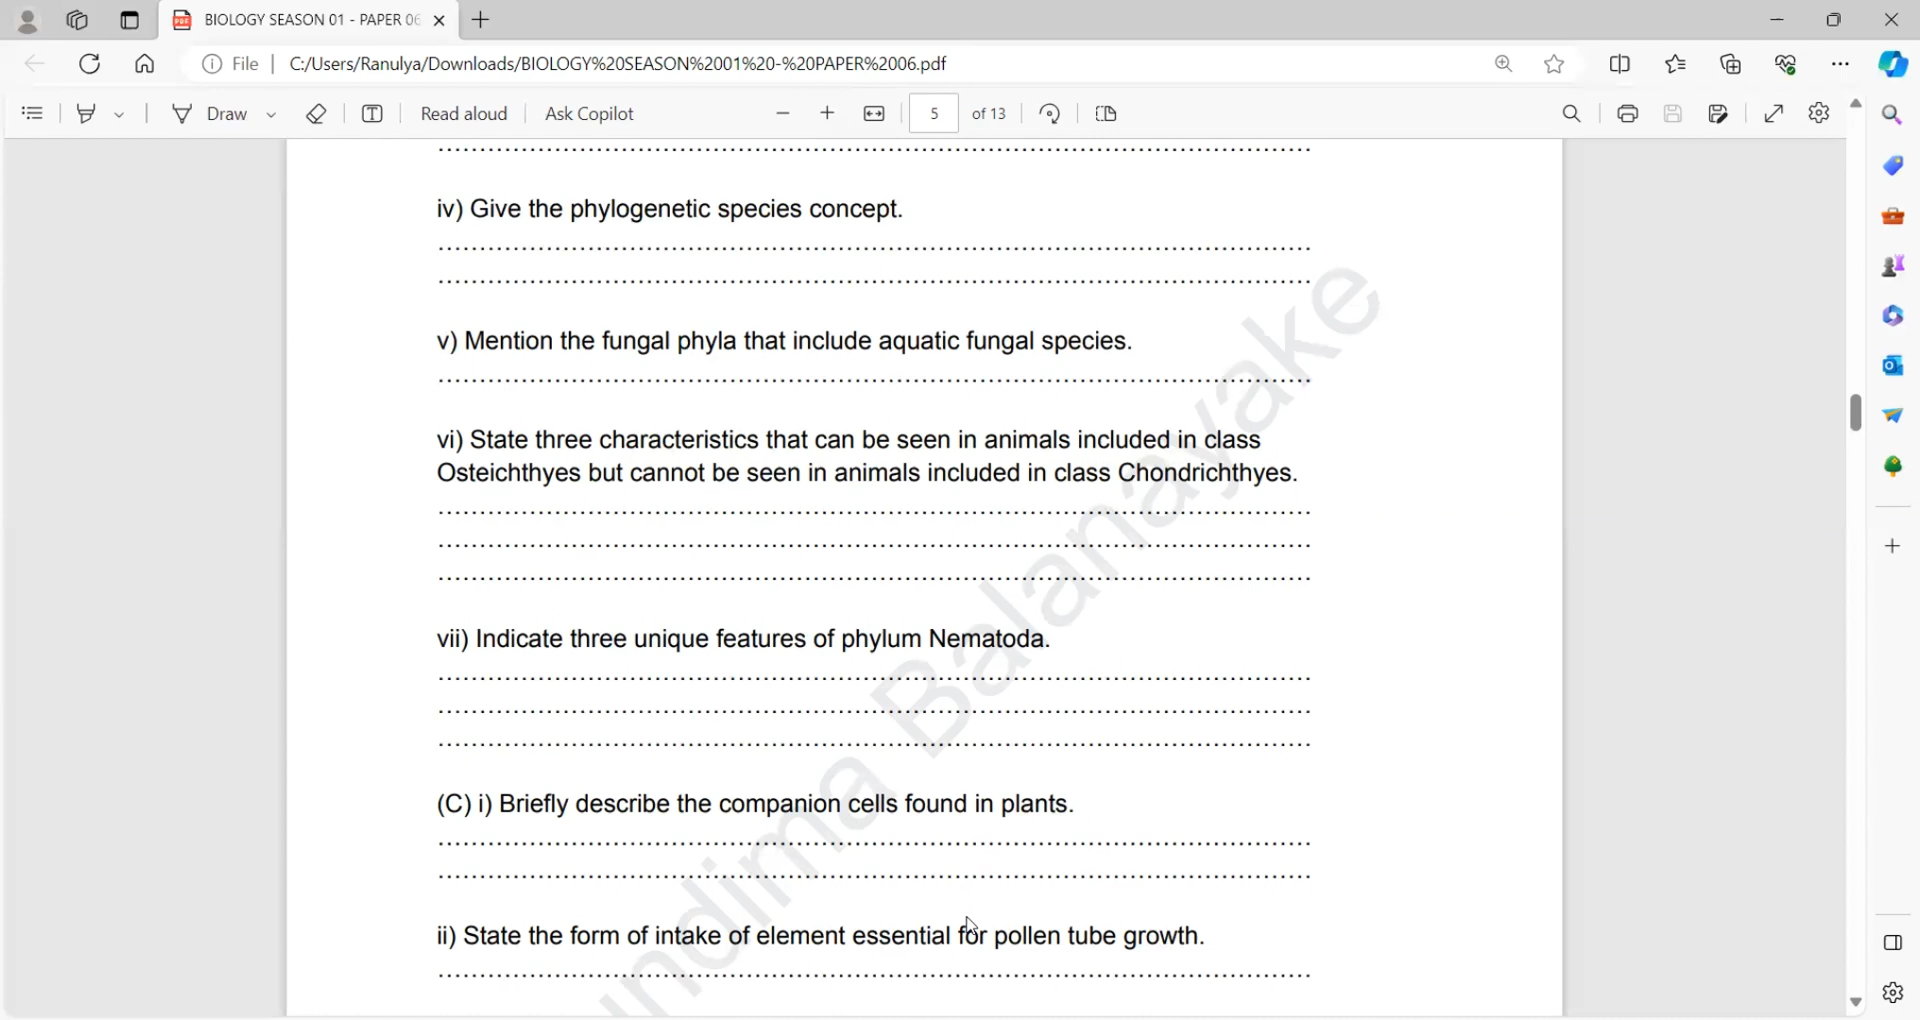 BIOLOGY SEASON 01 - PAPER 06
File
C:/Users/Ranulya/Downloads/BIOLOGY%20SEASON%2001%20-%20PAPER%2006.pdf
Draw
Read aloud
Ask Copilot
5
of 13
iv) Give the phylogenetic species concept.
v) Mention the fungal phyla that include aquatic fungal species.
vi) State three characteristics that can be seen in animals included in class
Osteichthyes but cannot be seen in animals included in class Chondrichthyes.
vii) Indicate three unique features of phylum Nematoda.
(C) i) Briefly describe the companion cells found in plants.
ii) State the form of intake of element essential for pollen tube growth.
undima Balanayake